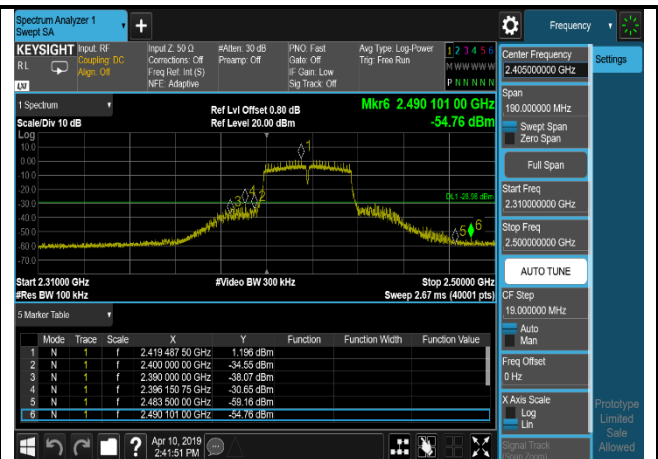 Spectrum Analyzer 1
Swept SA
Frequency
KEYSIGHT
RL
LXI
Input: RF
Coupling: DC
Align: Off
Input Z: 50 Ω
Corrections: Off
Freq Ref: Int (S)
NFE: Adaptive
#Atten: 30 dB
Preamp: Off
PNO: Fast
Gate: Off
IF Gain: Low
Sig Track: Off
Avg Type: Log-Power
Trig: Free Run
1 2 3 4 5 6
M W W W W W
P N N N N N
1 Spectrum
Scale/Div 10 dB
Ref Lvl Offset 0.80 dB
Ref Level 20.00 dBm
Mkr6 2.490 101 00 GHz
-54.76 dBm
Log
10.0
0.00
-10.0
-20.0
-30.0
-40.0
-50.0
-60.0
-70.0
1
2
3
4
5
6
DL1 -28.98 dBm
Start 2.31000 GHz
#Res BW 100 kHz
#Video BW 300 kHz
Stop 2.50000 GHz
Sweep 2.67 ms (40001 pts)
5 Marker Table
Mode Trace Scale X Y Function Function Width Function Value
1 N 1 f 2.419 487 50 GHz 1.196 dBm
2 N 1 f 2.400 000 00 GHz -34.55 dBm
3 N 1 f 2.390 000 00 GHz -38.07 dBm
4 N 1 f 2.396 150 75 GHz -30.65 dBm
5 N 1 f 2.483 500 00 GHz -59.16 dBm
6 N 1 f 2.490 101 00 GHz -54.76 dBm
Apr 10, 2019
2:41:51 PM
Center Frequency
2.405000000 GHz
Settings
Span
190.000000 MHz
Swept Span
Zero Span
Full Span
Start Freq
2.310000000 GHz
Stop Freq
2.500000000 GHz
AUTO TUNE
CF Step
19.000000 MHz
Auto
Man
Freq Offset
0 Hz
X Axis Scale
Log
Lin
Signal Track
(Span Zoom)
Prototype
Limited
Sale
Allowed